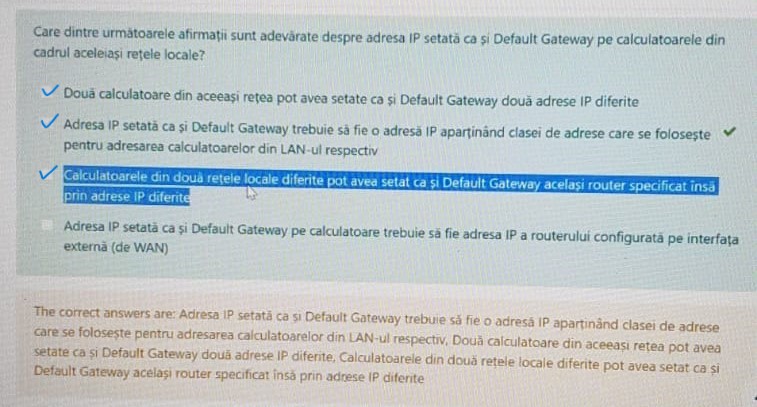 Care dintre următoarele afirmații sunt adevărate despre adresa IP setată ca și Default Gateway pe calculatoarele din
cadrul aceleiași rețele locale?
Două calculatoare din aceeași rețea pot avea setate ca și Default Gateway două adrese IP diferite
Adresa IP setată ca și Default Gateway trebuie să fie o adresă IP aparținând clasei de adrese care se folosește
pentru adresarea calculatoarelor din LAN-ul respectiv
Calculatoarele din două rețele locale diferite pot avea setat ca și Default Gateway același router specificat însă
prin adrese IP diferite
Adresa IP setată ca și Default Gateway pe calculatoare trebuie să fie adresa IP a routerului configurată pe interfața
externă (de WAN)
The correct answers are: Adresa IP setată ca și Default Gateway trebuie să fie o adresă IP aparținând clasei de adrese
care se folosește pentru adresarea calculatoarelor din LAN-ul respectiv, Două calculatoare din aceeași rețea pot avea
setate ca și Default Gateway două adrese IP diferite, Calculatoarele din două rețele locale diferite pot avea setat ca și
Default Gateway același router specificat însă prin adrese IP diferite